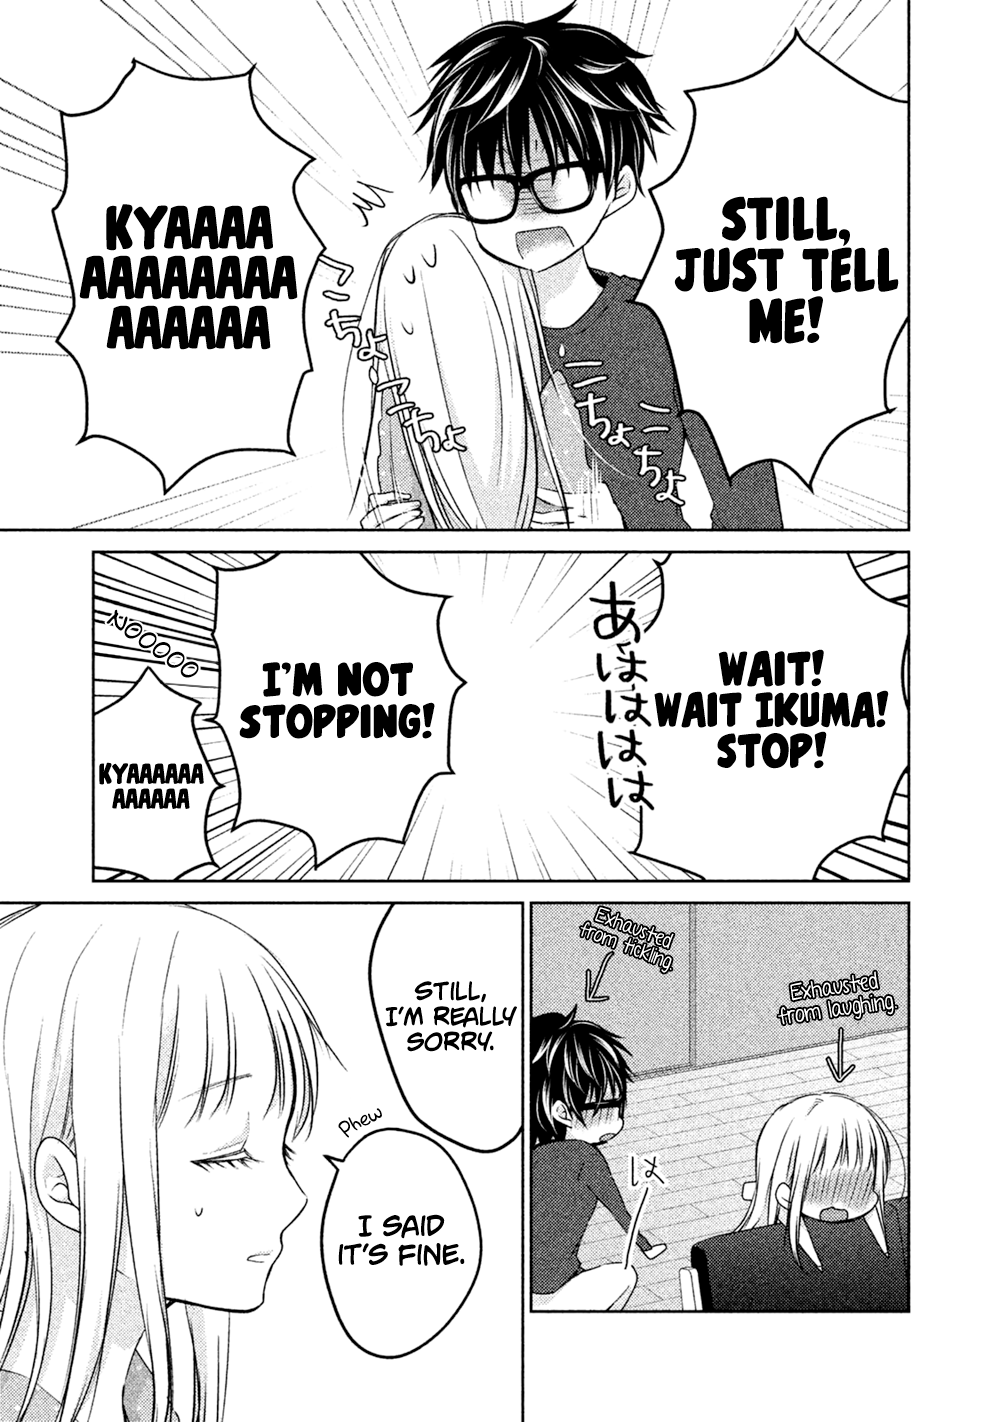 STILL,
JUST TELL
ME!
KYAAAA
AAAAAAAA
AAAAAA
こちょ
こちょ
こちょ
こちょ
WAIT!
WAIT IKUMA!
STOP!
あははははは
I'M NOT
STOPPING!
NOOOOO
KYAAAAAA
AAAAAA
Exhausted
from laughing.
Exhausted
from tickling.
は
STILL,
I'M REALLY
SORRY.
Phew
I SAID
IT'S FINE.